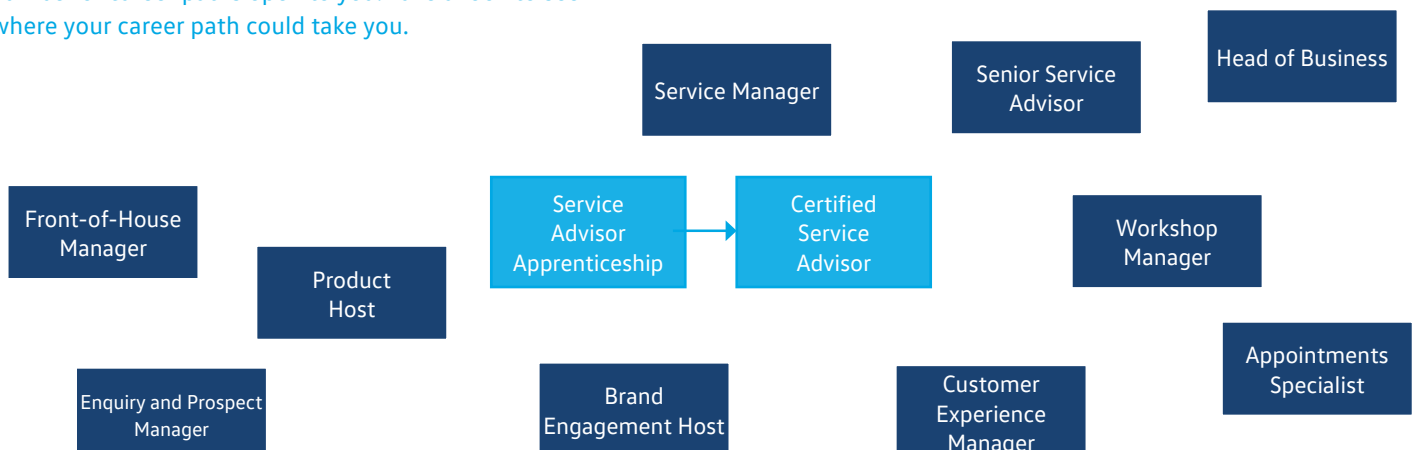 where your career path could take you.
Head of Business
Service Manager
Senior Service
Advisor
Front-of-House
Manager
Product
Host
Service
Advisor
Apprenticeship
Certified
Service
Advisor
Workshop
Manager
Appointments
Specialist
Enquiry and Prospect
Manager
Brand
Engagement Host
Customer
Experience
Manager